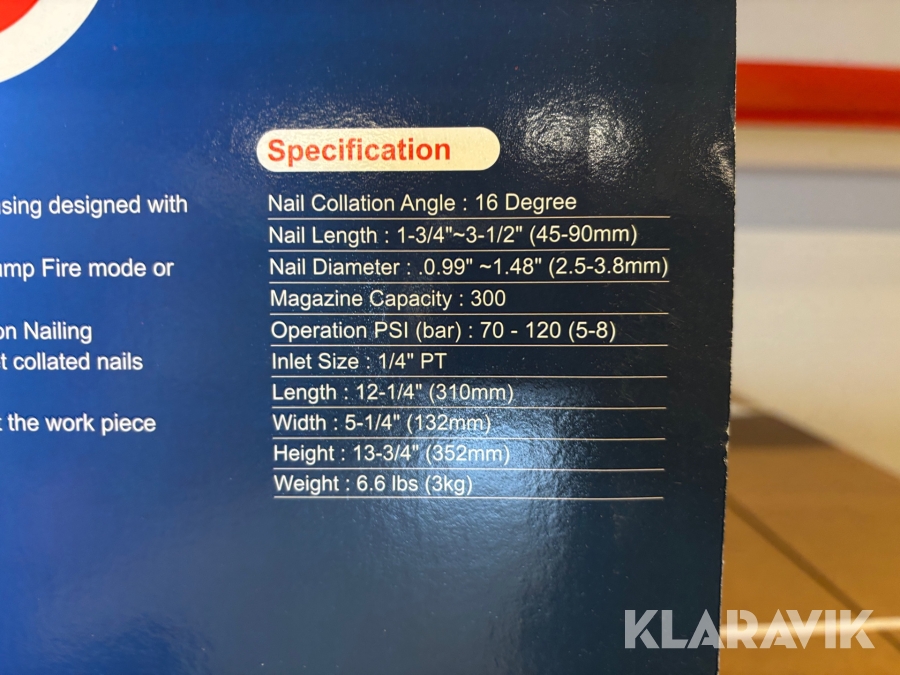 Specification
sing designed with
Nail Collation Angle : 16 Degree
Nail Length : 1-3/4"~3-1/2" (45-90mm)
mp Fire mode or
Nail Diameter : .0.99" ~1.48" (2.5-3.8mm)
Magazine Capacity : 300
on Nailing
Operation PSI (bar) : 70 - 120 (5-8)
t collated nails
Inlet Size : 1/4" PT
Length : 12-1/4" (310mm)
t the work piece
Width : 5-1/4" (132mm)
Height : 13-3/4" (352mm)
Weight : 6.6 lbs (3kg)
KLARAVIK